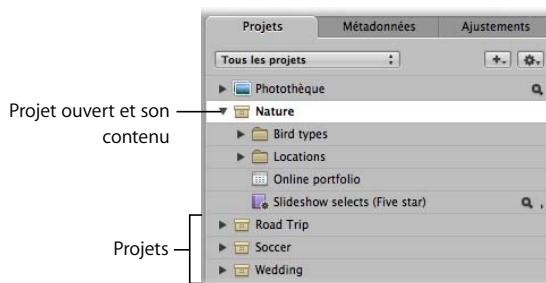 Projets Métadonnées Ajustements
Tous les projets
Photothèque
Projet ouvert et son
contenu
Nature
Bird types
Locations
Online portfolio
Slideshow selects (Five star)
Projets
Road Trip
Soccer
Wedding